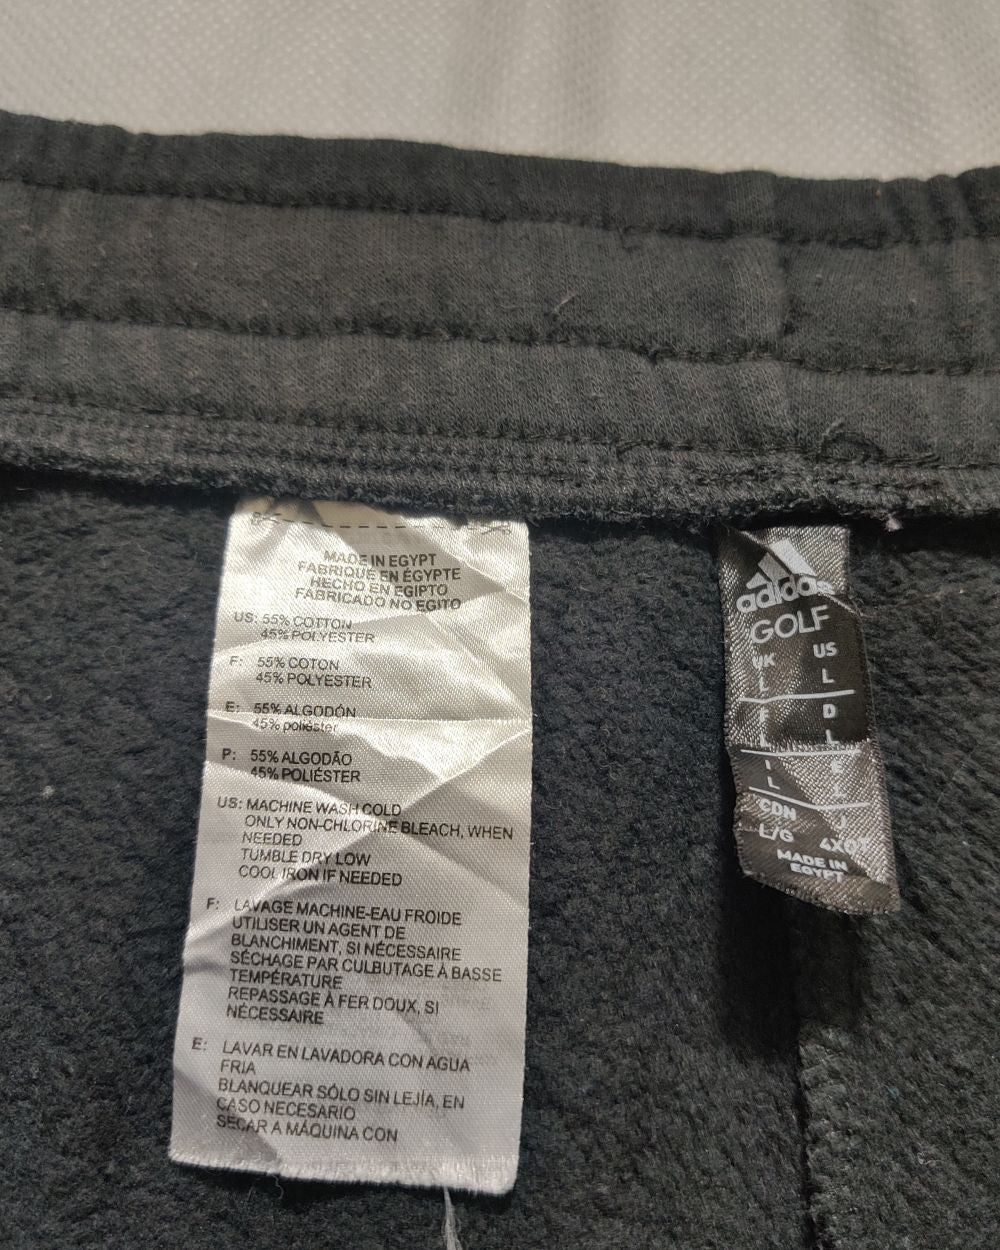 MADE IN EGYPT
FABRIQUE EN ÉGYPTE
HECHO EN EGIPTO
FABRICADO NO EGITO
US: 55% COTTON
45% POLYESTER
F: 55% COTON
45% POLYESTER
E: 55% ALGODÓN
45% poliéster
P: 55% ALGODÃO
45% POLIÉSTER
US: MACHINE WASH COLD
ONLY NON-CHLORINE BLEACH, WHEN
NEEDED
TUMBLE DRY LOW
COOL IRON IF NEEDED
F: LAVAGE MACHINE-EAU FROIDE
UTILISER UN AGENT DE
BLANCHIMENT, SI NÉCESSAIRE
SÉCHAGE PAR CULBUTAGE À BASSE
TEMPÉRATURE
REPASSAGE À FER DOUX, SI
NÉCESSAIRE
E: LAVAR EN LAVADORA CON AGUA
FRIA
BLANQUEAR SÓLO SIN LEJÍA, EN
CASO NECESARIO
SECAR A MÁQUINA CON
adidas
GOLF
UK US
L L
F D
L L
I E
L
CDN J
L/G 4XOT
MADE IN
EGYPT